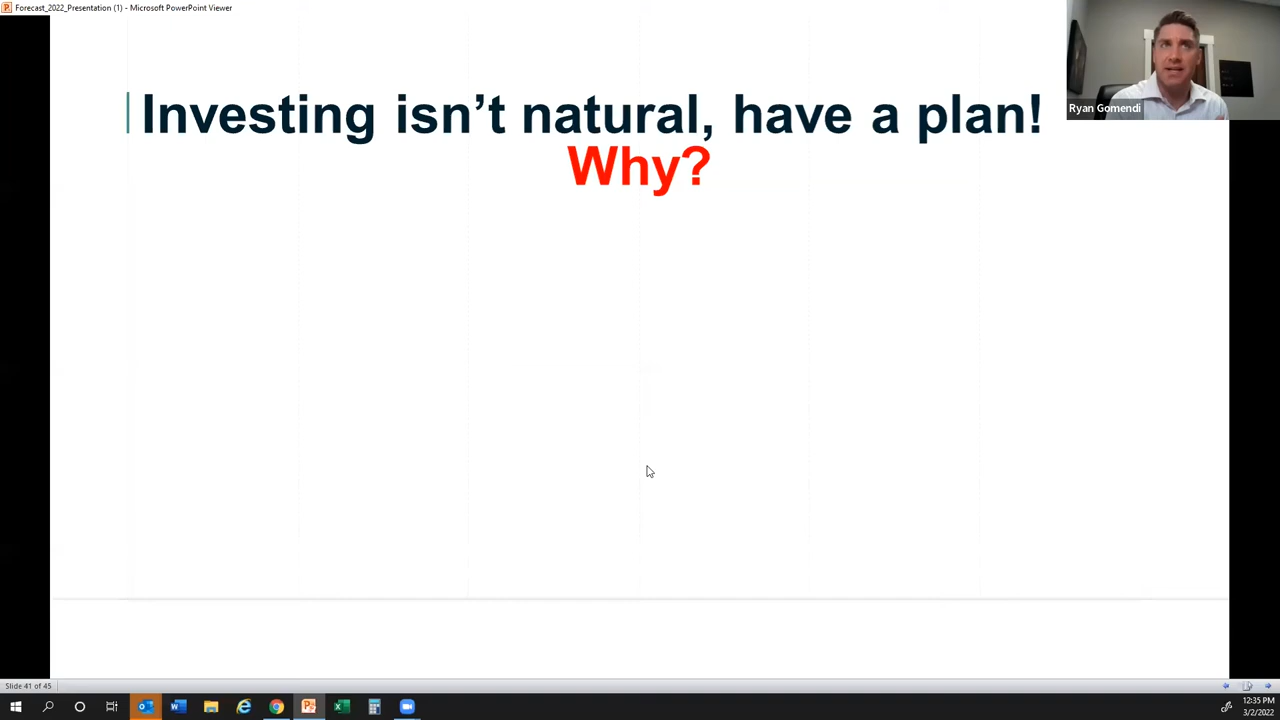 Forecast_2022_Presentation (1) - Microsoft PowerPoint Viewer
Ryan Gomendi
Investing isn’t natural, have a plan!
Why?
Slide 41 of 45
12:35 PM
3/2/2022